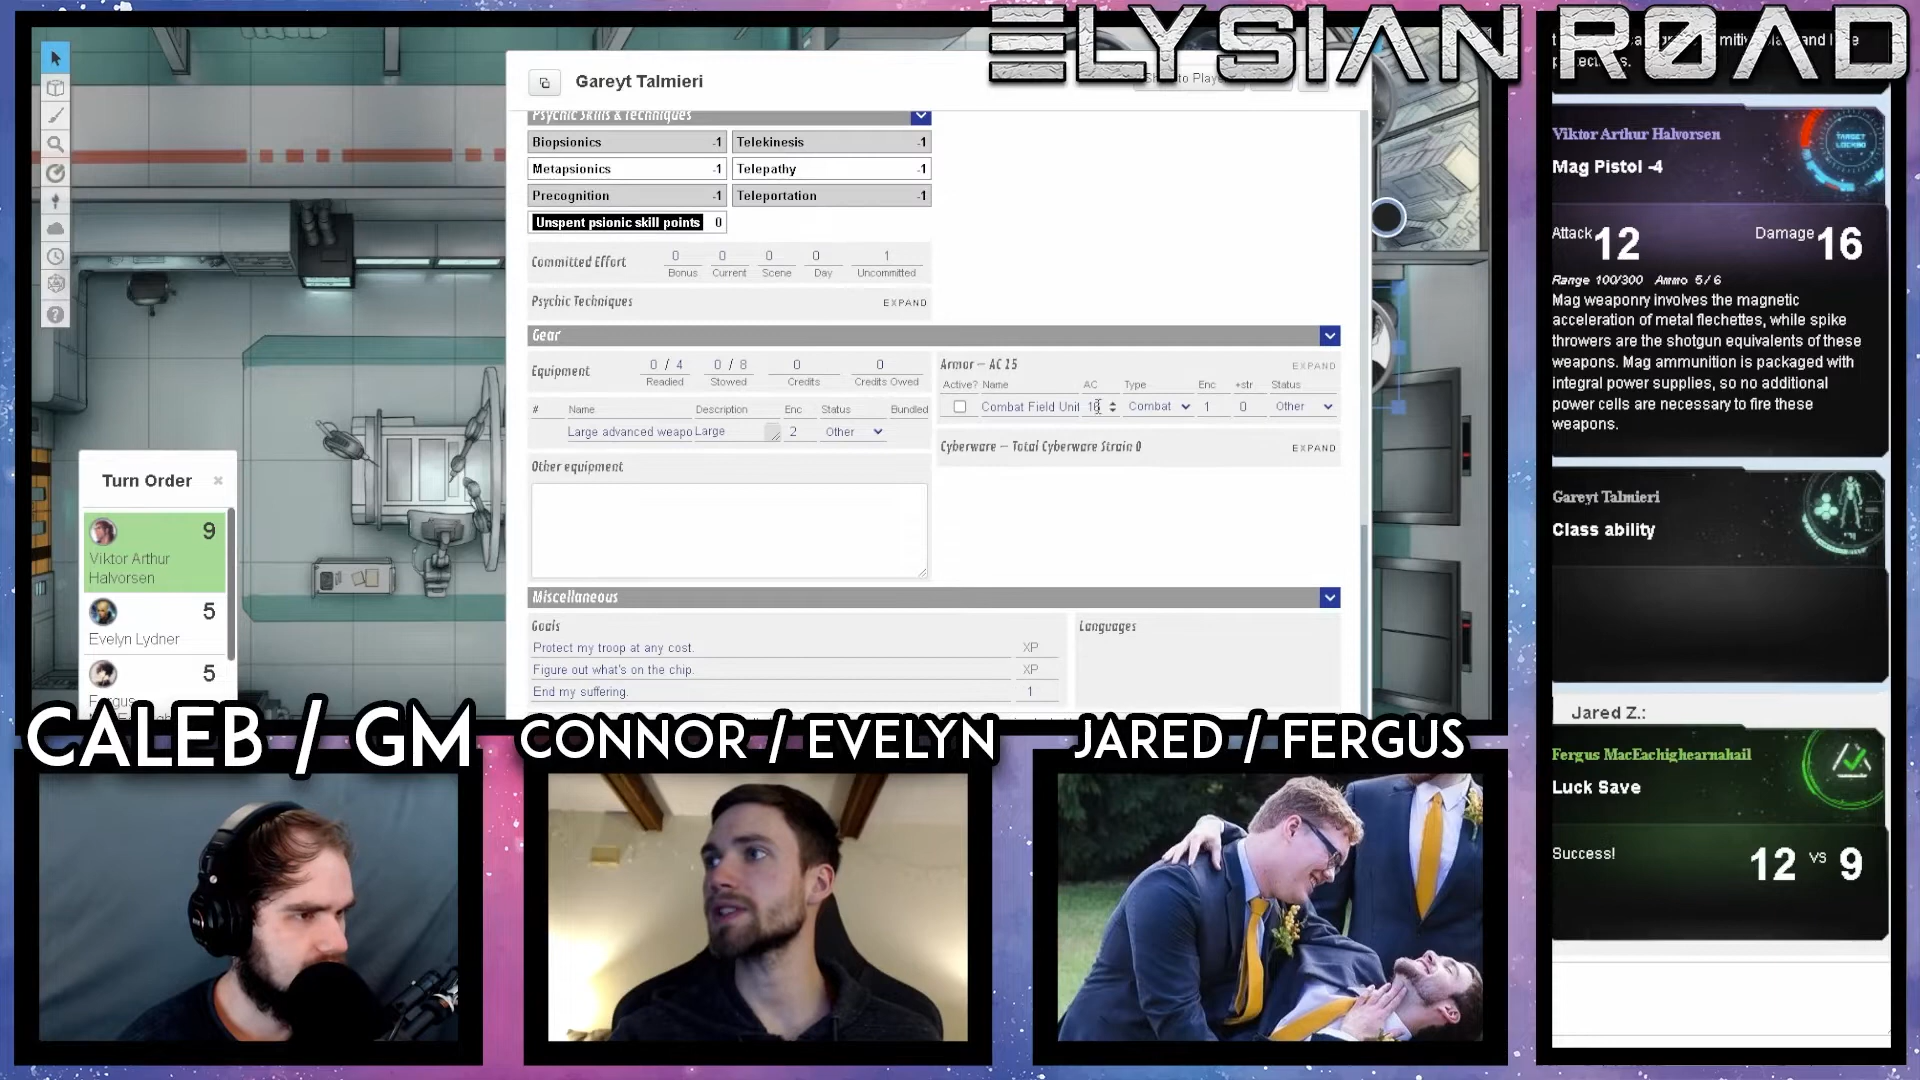 ELYSIAN RØAD
Gareyt Talmieri
Psychic Skills & Techniques
Biopsionics -1 Telekinesis -1
Metapsionics -1 Telepathy -1
Precognition -1 Teleportation -1
Unspent psionic skill points 0
Committed Effort 0 0 0 0 1
Bonus Current Scene Day Uncommitted
Psychic Techniques EXPAND
Gear
Equipment 0 / 4 0 / 8 0 0
Readied Stowed Credits Credits Owed
# Name Description Enc Status Bundled
Large advanced weapo Large 2 Other
Other equipment
Armor – AC 15 EXPAND
Active? Name AC Type Enc +str Status
Combat Field Unit Combat 1 0 Other
Cyberware – Total Cyberware Strain 0 EXPAND
Miscellaneous
Goals
Protect my troop at any cost. XP
Figure out what's on the chip. XP
End my suffering. 1
Languages
Turn Order ×
Viktor Arthur Halvorsen 9
Evelyn Lydner 5
Fergus 5
Viktor Arthur Halvorsen
Mag Pistol -4
TARGET
Attack 12 Damage 16
Range 100/300 Ammo 5/6
Mag weaponry involves the magnetic
acceleration of metal flechettes, while spike
throwers are the shotgun equivalents of these
weapons. Mag ammunition is packaged with
integral power supplies, so no additional
power cells are necessary to fire these
weapons.
Gareyt Talmieri
Class ability
Jared Z.:
Fergus MacEachighearnahail
Luck Save
Success! 12 vs 9
CALEB / GM
CONNOR / EVELYN
JARED / FERGUS